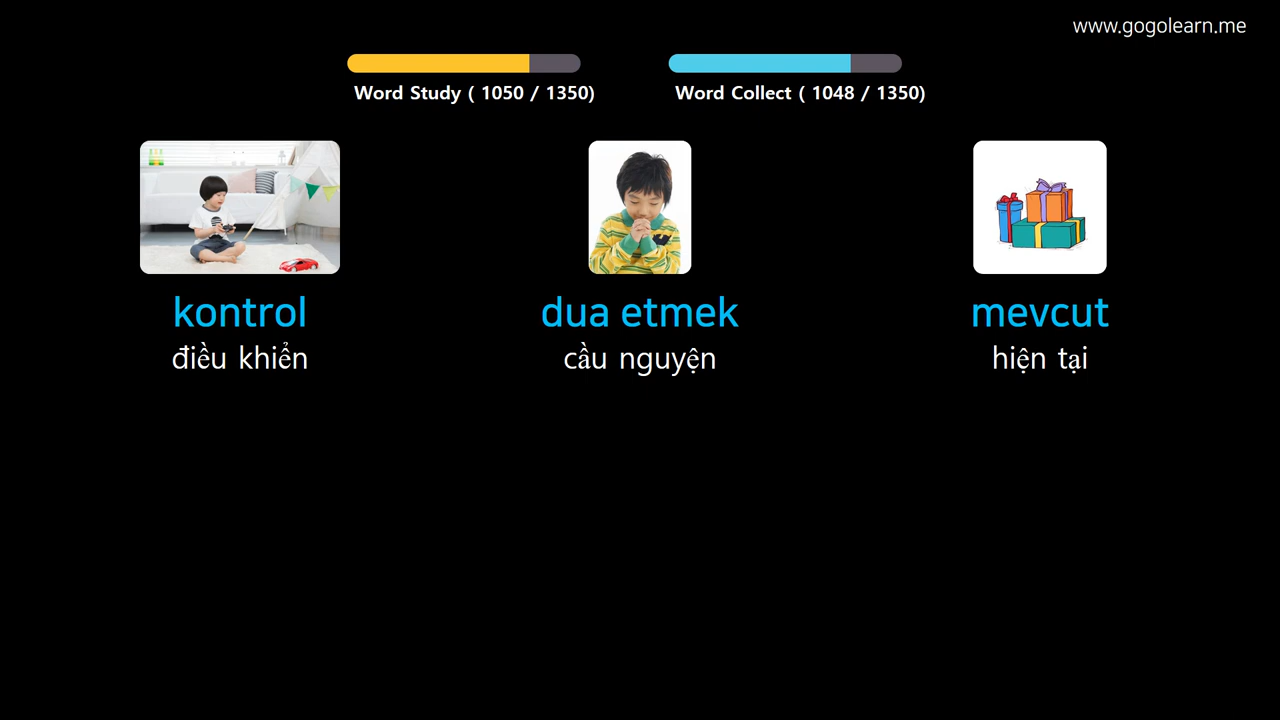 www.gogolearn.me
Word Study ( 1050 / 1350)
Word Collect ( 1048 / 1350)
kontrol
điều khiển
dua etmek
cầu nguyện
mevcut
hiện tại